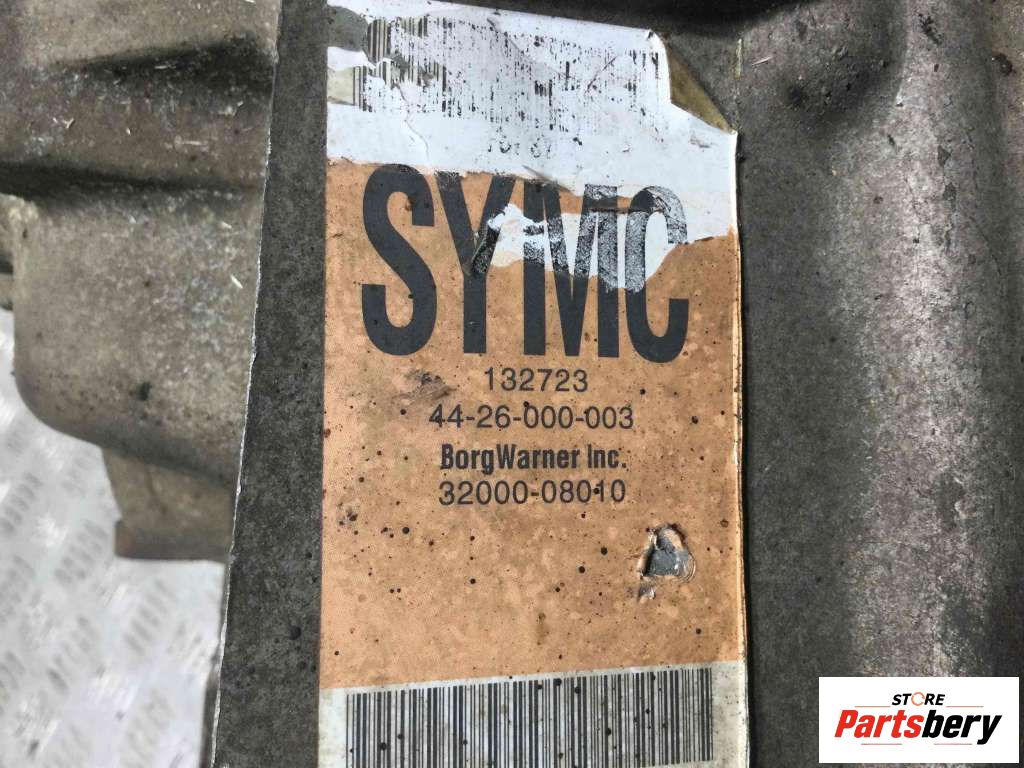 SYMC
132723
44-26-000-003
BorgWarner Inc.
32000-08010
STORE
Partsbery